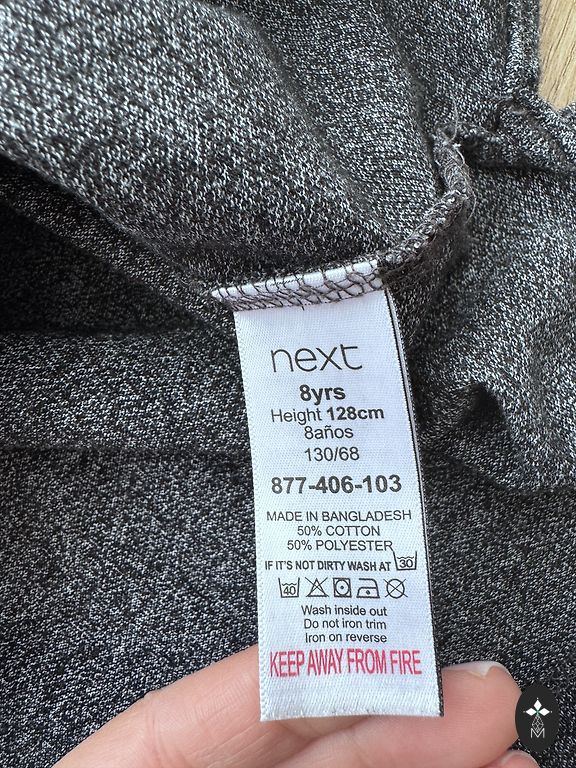 next
8yrs
Height 128cm
8años
130/68
877-406-103
MADE IN BANGLADESH
50% COTTON
50% POLYESTER
IF IT'S NOT DIRTY WASH AT 30
40
Wash inside out
Do not iron trim
Iron on reverse
KEEP AWAY FROM FIRE
M